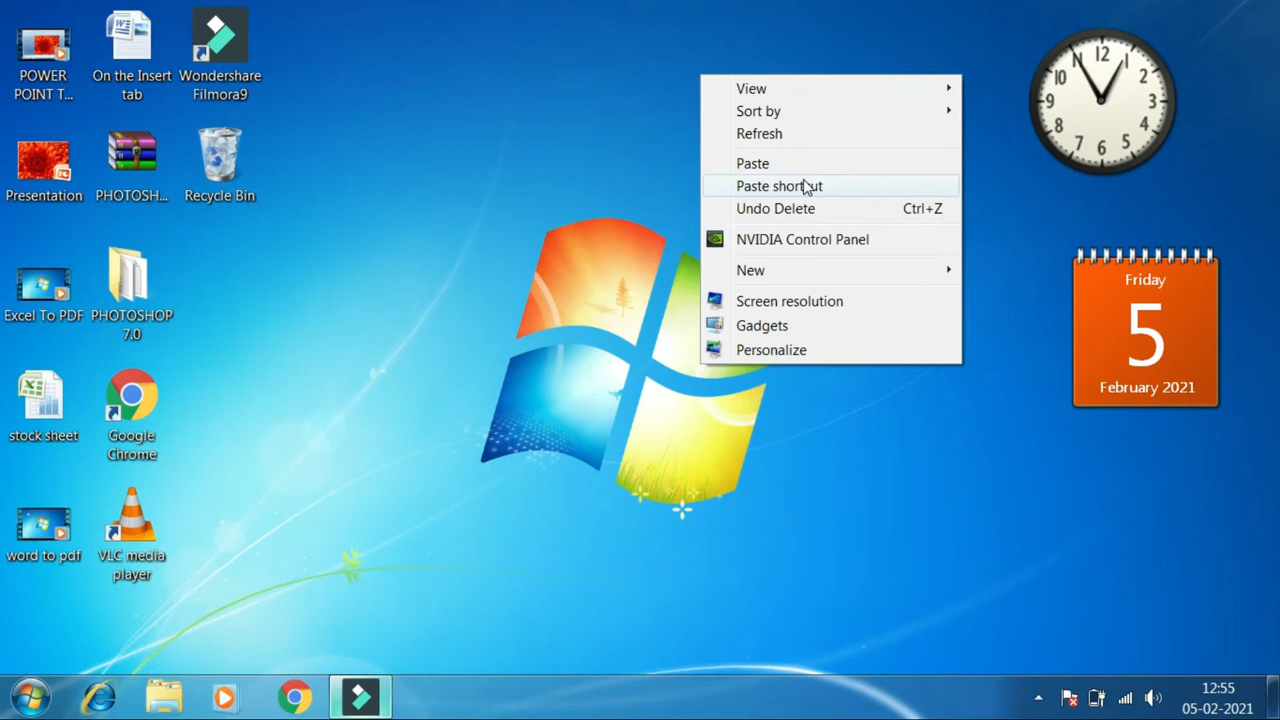 POWER
POINT T...
On the Insert
tab
Wondershare
Filmora9
Presentation
PHOTOSH...
Recycle Bin
Excel To PDF
PHOTOSHOP
7.0
stock sheet
Google
Chrome
word to pdf
VLC media
player
View
Sort by
Refresh
Paste
Paste shortcut
Undo Delete Ctrl+Z
NVIDIA Control Panel
New
Screen resolution
Gadgets
Personalize
12
1
2
3
4
5
6
7
8
9
10
11
Friday
5
February 2021
12:55
05-02-2021